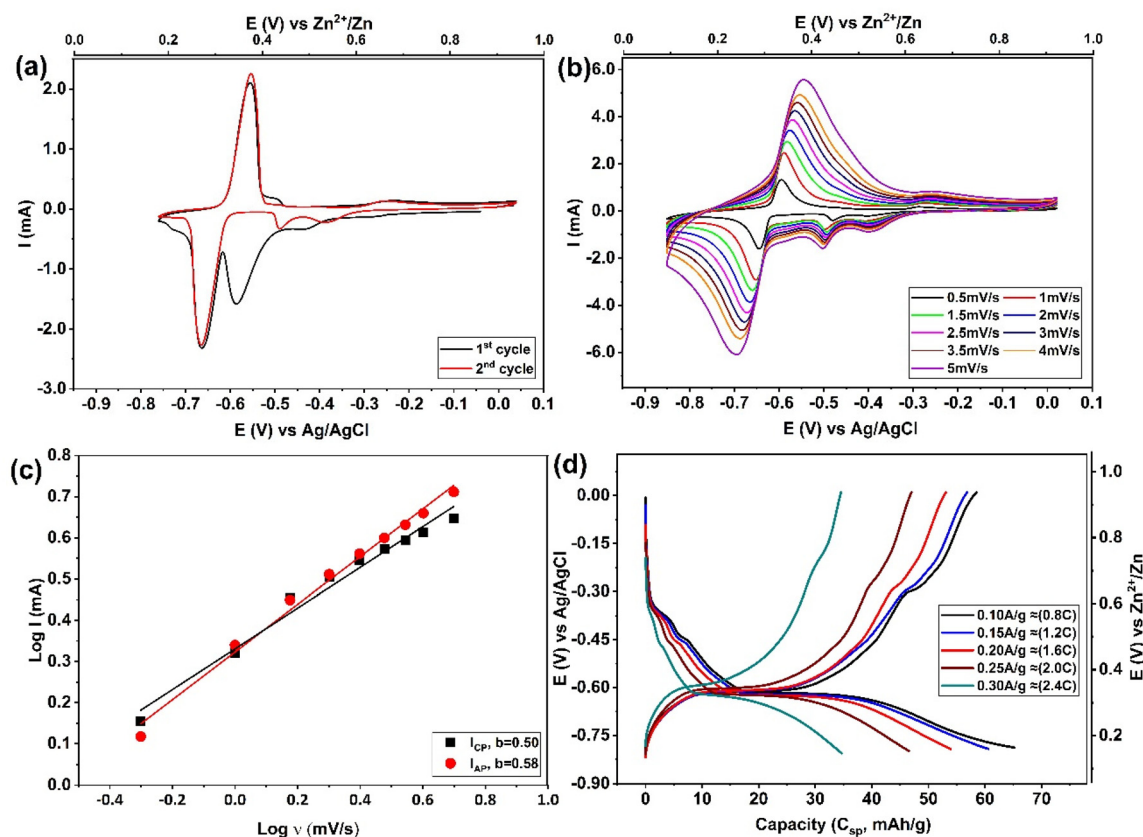 E (V) vs Zn2+/Zn
0.0 0.2 0.4 0.6 0.8 1.0
(a)
2.0
1.0
0.0
-1.0
-2.0
-3.0
I (mA)
1st cycle
2nd cycle
-0.9 -0.8 -0.7 -0.6 -0.5 -0.4 -0.3 -0.2 -0.1 0.0 0.1
E (V) vs Ag/AgCl
E (V) vs Zn2+/Zn
0.0 0.2 0.4 0.6 0.8 1.0
(b)
6.0
4.0
2.0
0.0
-2.0
-4.0
-6.0
I (mA)
0.5mV/s 1mV/s
1.5mV/s 2mV/s
2.5mV/s 3mV/s
3.5mV/s 4mV/s
5mV/s
-0.9 -0.8 -0.7 -0.6 -0.5 -0.4 -0.3 -0.2 -0.1 0.0 0.1
E (V) vs Ag/AgCl
(c)
0.8
0.7
0.6
0.5
0.4
0.3
0.2
0.1
0.0
Log I (mA)
ICP, b=0.50
IAP, b=0.58
-0.4 -0.2 0.0 0.2 0.4 0.6 0.8 1.0
Log ν (mV/s)
(d)
0.00
-0.15
-0.30
-0.45
-0.60
-0.75
-0.90
E (V) vs Ag/AgCl
0.10A/g ≈(0.8C)
0.15A/g ≈(1.2C)
0.20A/g ≈(1.6C)
0.25A/g ≈(2.0C)
0.30A/g ≈(2.4C)
1.0
0.8
0.6
0.4
0.2
E (V) vs Zn2+/Zn
0 10 20 30 40 50 60 70
Capacity (Csp, mAh/g)